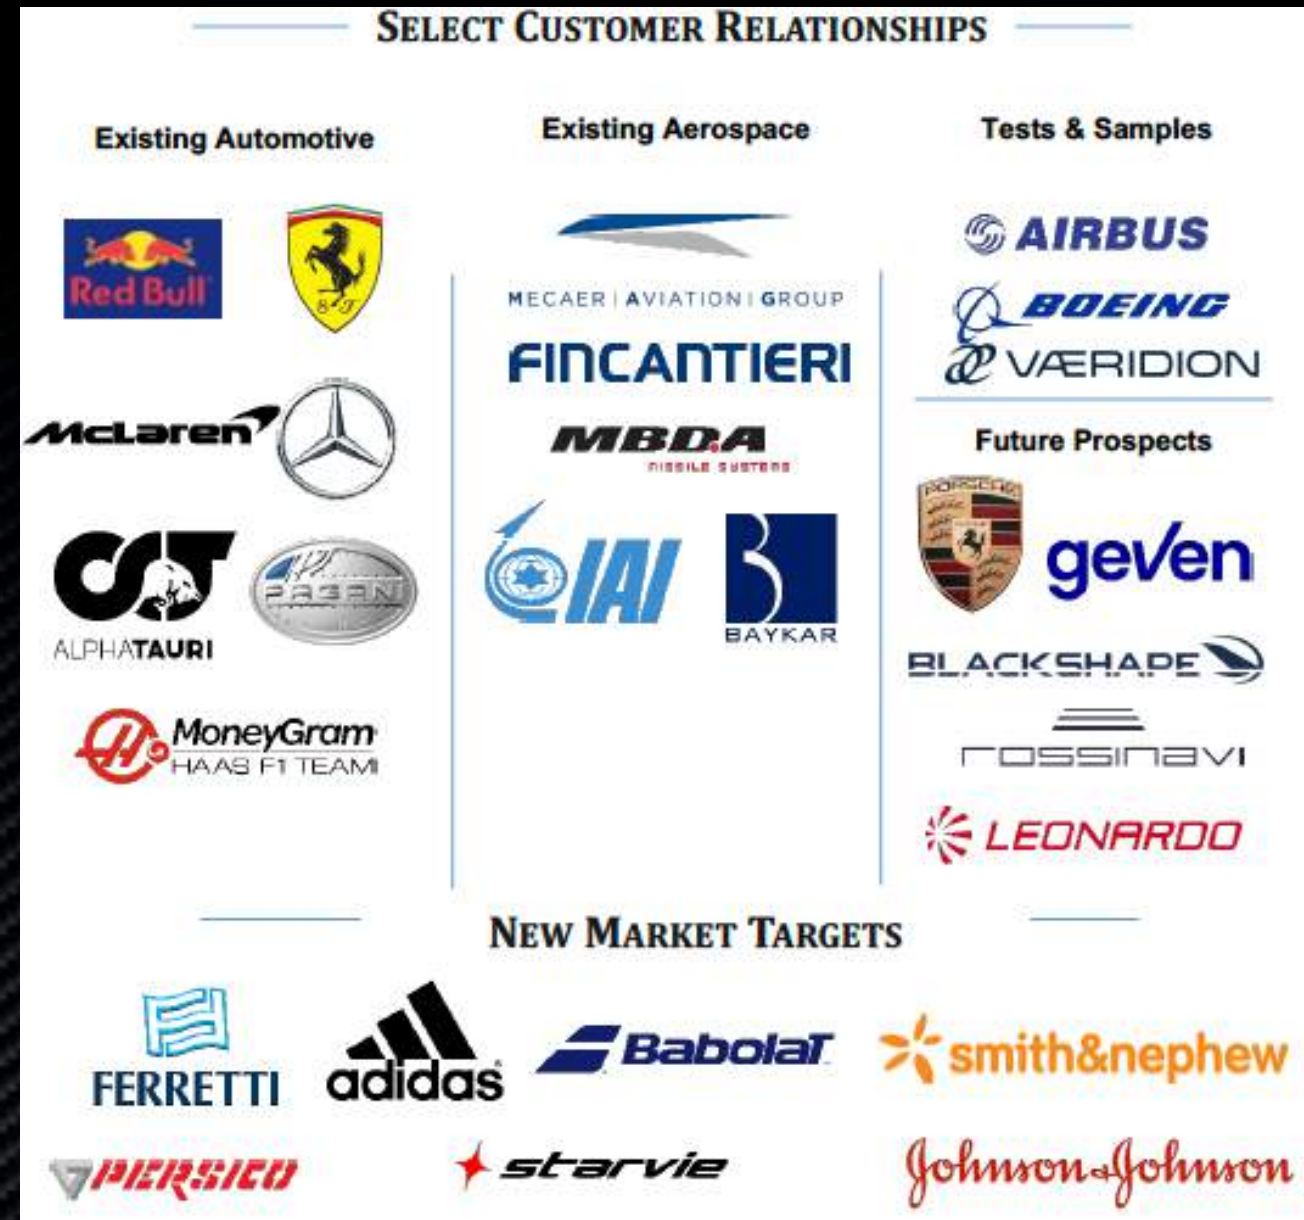 SELECT CUSTOMER RELATIONSHIPS
Existing Automotive
Red Bull
S F
McLaren
ALPHATAURI
PAGANI
MoneyGram
HAAS F1 TEAM
Existing Aerospace
MECAER | AVIATION | GROUP
FINCANTIERI
MBDA
MISSILE SYSTEMS
IAI
BAYKAR
Tests & Samples
AIRBUS
BOEING
VÆRIDION
Future Prospects
PORSCHE
geven
BLACKSHAPE
rossinavi
LEONARDO
NEW MARKET TARGETS
FERRETTI
adidas
Babolat
smith&nephew
PERSICO
starvie
Johnson&Johnson